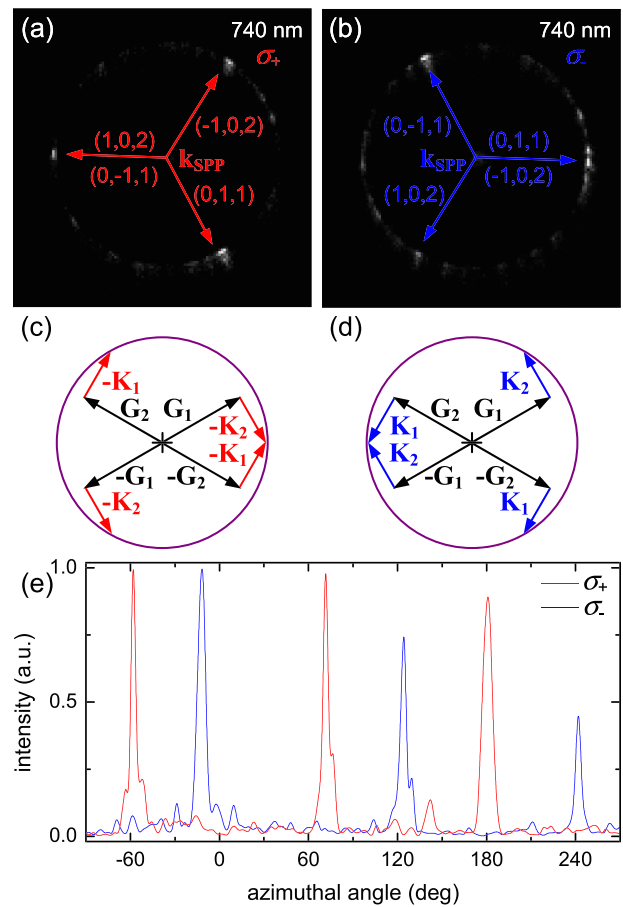 (a) 740 nm
σ₊
(1,0,2) (-1,0,2)
k_SPP
(0,-1,1) (0,1,1)
(b) 740 nm
σ₋
(0,-1,1) (0,1,1)
k_SPP
(1,0,2) (-1,0,2)
(c)
-K₁
G₂ G₁
-K₂
-K₁
-G₁ -G₂
-K₂
(d)
K₂
G₂ G₁
K₁
K₂
-G₁ -G₂
K₁
(e)
σ₊
σ₋
1.0
0.5
0.0
intensity (a.u.)
-60 0 60 120 180 240
azimuthal angle (deg)